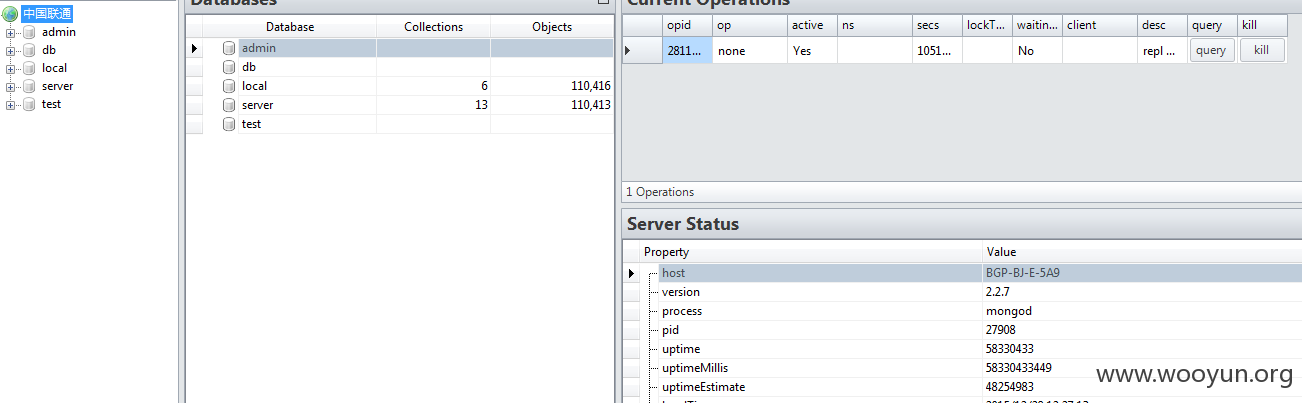 中国联通
admin
db
local
server
test
Databases
Database Collections Objects
admin
db
local 6 110,416
server 13 110,413
test
Current Operations
opid op active ns secs lockT... waitin... client desc query kill
2811... none Yes 1051... No repl ... query kill
1 Operations
Server Status
Property Value
host BGP-BJ-E-5A9
version 2.2.7
process mongod
pid 27908
uptime 58330433
uptimeMillis 58330433449
uptimeEstimate 48254983
www.wooyun.org